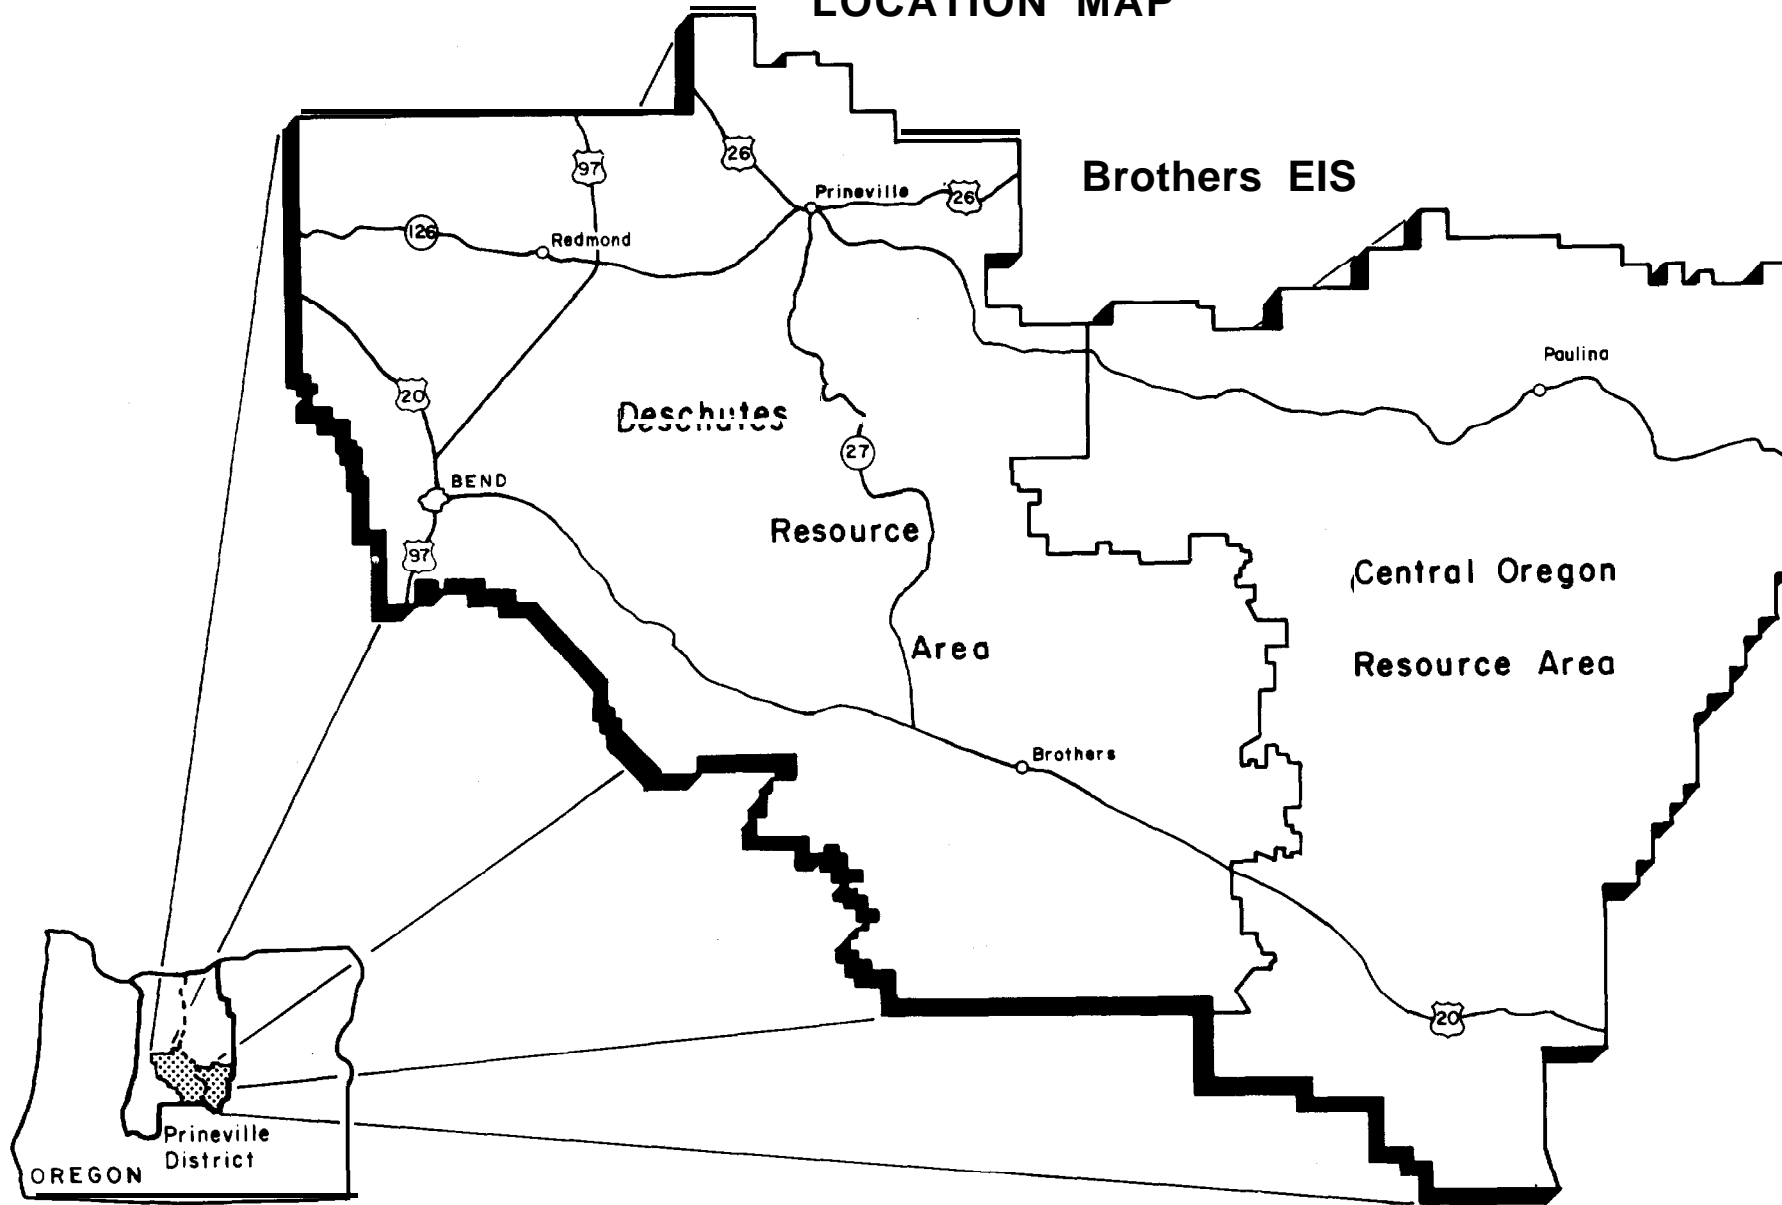 LOCATION MAP
Brothers EIS
97
26
Prineville
26
126
Redmond
20
Deschutes
27
Paulina
BEND
97
Resource
Area
Central Oregon
Resource Area
Brothers
20
Prineville
District
OREGON